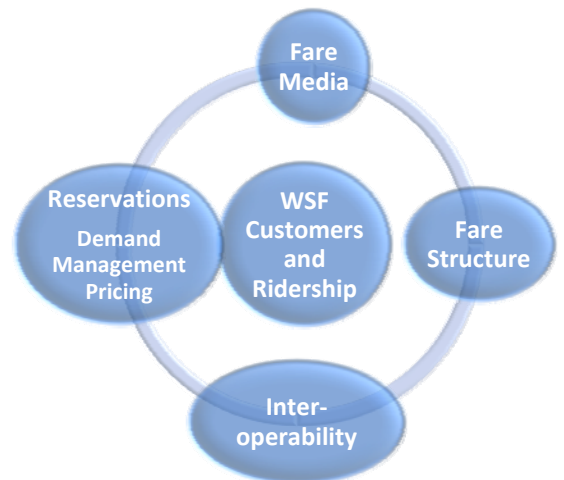 Fare
Media
Reservations
Demand
Management
Pricing
WSF
Customers
and
Ridership
Fare
Structure
Inter-
operability